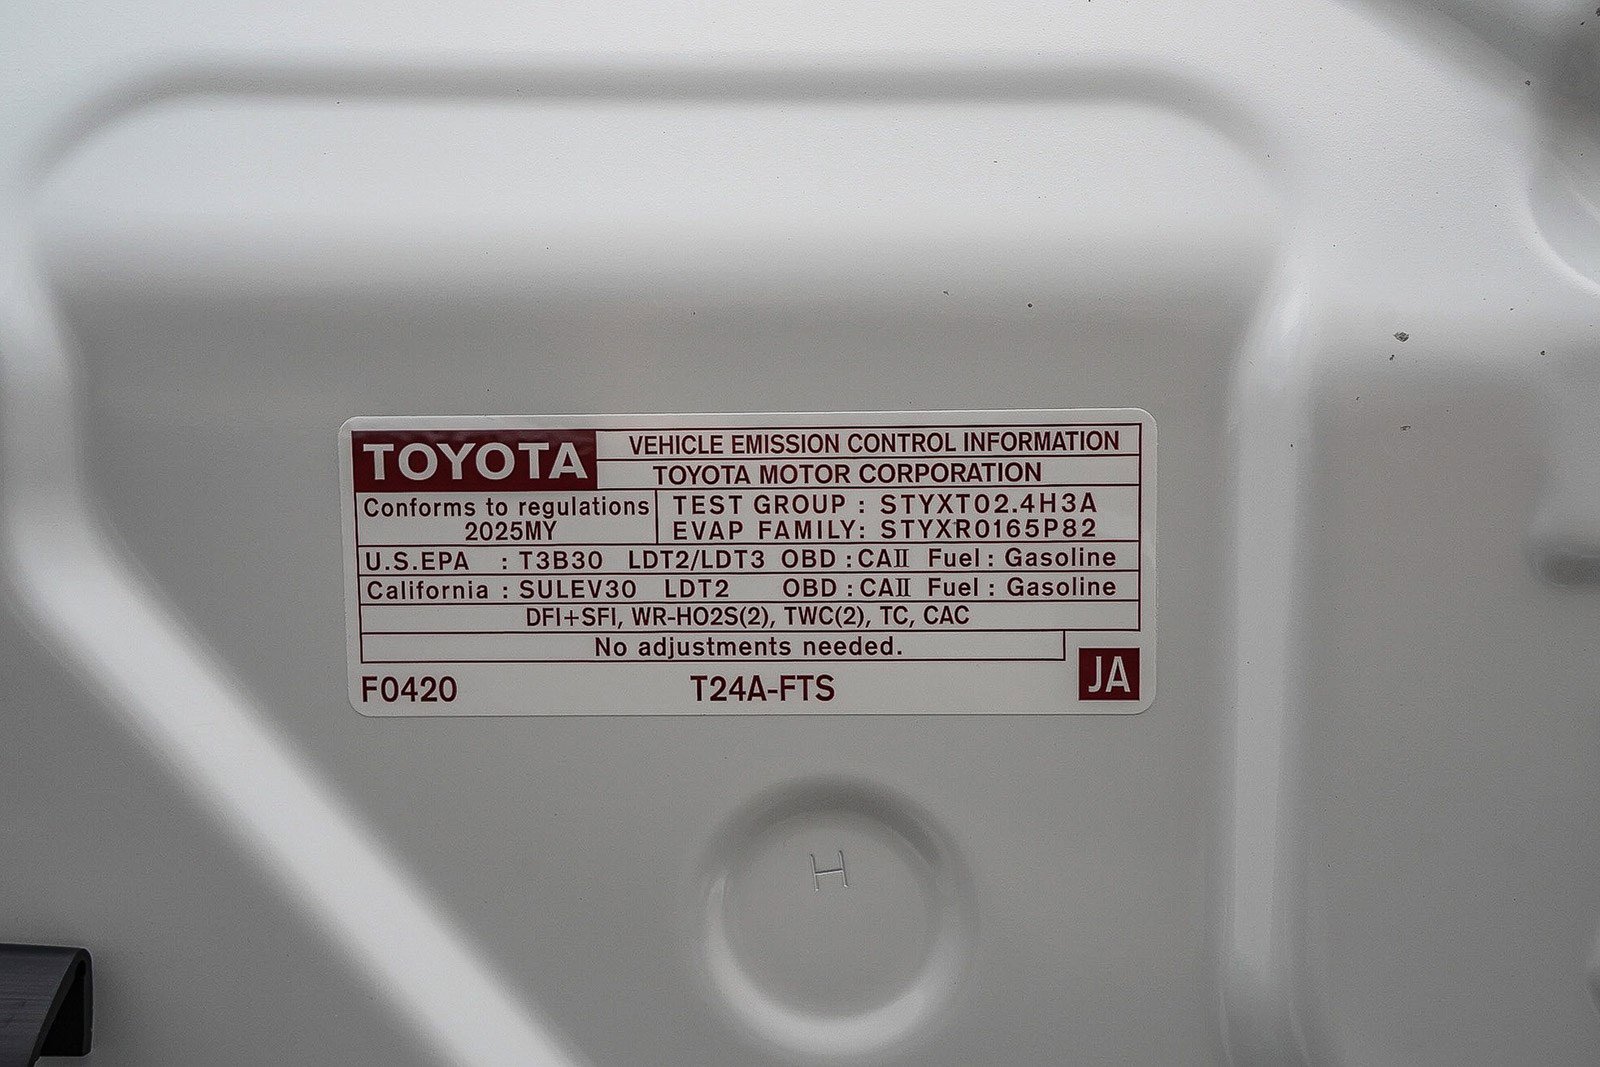 TOYOTA
VEHICLE EMISSION CONTROL INFORMATION
TOYOTA MOTOR CORPORATION
Conforms to regulations
2025MY
TEST GROUP : STYXT02.4H3A
EVAP FAMILY: STYXR0165P82
U.S.EPA : T3B30 LDT2/LDT3 OBD : CAⅡ Fuel : Gasoline
California : SULEV30 LDT2 OBD : CAⅡ Fuel : Gasoline
DFI+SFI, WR-HO2S(2), TWC(2), TC, CAC
No adjustments needed.
F0420 T24A-FTS JA
H